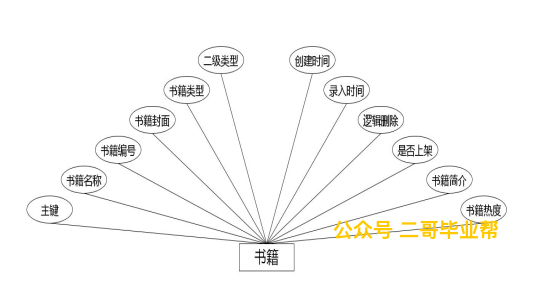 二级类型
创建时间
书籍类型
录入时间
书籍封面
逻辑删除
书籍编号
是否上架
书籍名称
书籍简介
主键
书籍热度
公众号 二哥毕业帮
书籍